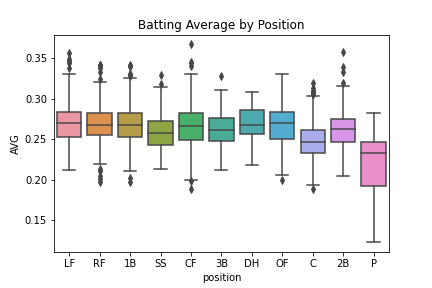 Batting Average by Position
AVG
0.35
0.30
0.25
0.20
0.15
LF RF 1B SS CF 3B DH OF C 2B P
position